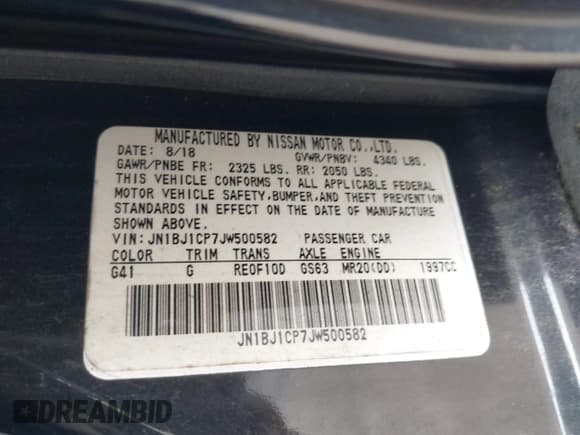 MANUFACTURED BY NISSAN MOTOR CO.,LTD.
DATE: 8/18 GVWR/PNBV: 4340 LBS.
GAWR/PNBE FR: 2325 LBS. RR: 2050 LBS.
THIS VEHICLE CONFORMS TO ALL APPLICABLE FEDERAL
MOTOR VEHICLE SAFETY,BUMPER,AND THEFT PREVENTION
STANDARDS IN EFFECT ON THE DATE OF MANUFACTURE
SHOWN ABOVE.
VIN: JN1BJ1CP7JW500582 PASSENGER CAR
COLOR TRIM TRANS AXLE ENGINE
G41 G RE0F10D GS63 MR20(DD) 1997CC
JN1BJ1CP7JW500582
DREAMBID